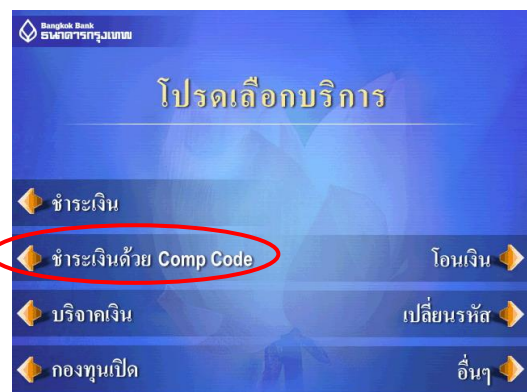 Bangkok Bank
ธนาคารกรุงเทพ
โปรดเลือกบริการ
ชำระเงิน
ชำระเงินด้วย Comp Code
โอนเงิน
บริจาคเงิน
เปลี่ยนรหัส
กองทุนเปิด
อื่นๆ